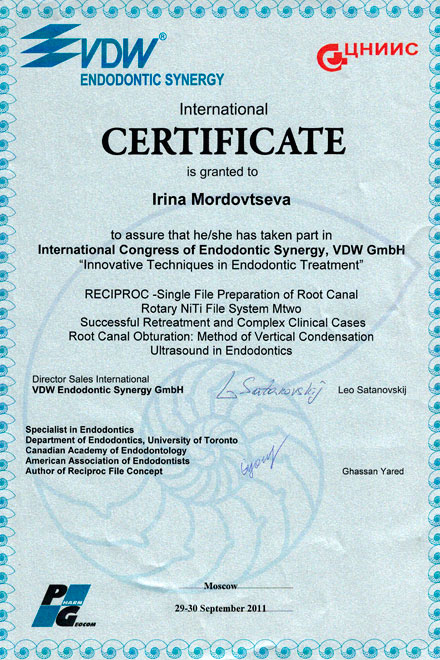 VDW®
ENDODONTIC SYNERGY
ЦНИИС
International
CERTIFICATE
is granted to
Irina Mordovtseva
to assure that he/she has taken part in
International Congress of Endodontic Synergy, VDW GmbH
"Innovative Techniques in Endodontic Treatment"
RECIPROC -Single File Preparation of Root Canal
Rotary NiTi File System Mtwo
Successful Retreatment and Complex Clinical Cases
Root Canal Obturation: Method of Vertical Condensation
Ultrasound in Endodontics
Director Sales International
VDW Endodontic Synergy GmbH
L Satanovskij
Leo Satanovskij
Specialist in Endodontics
Department of Endodontics, University of Toronto
Canadian Academy of Endodontology
American Association of Endodontists
Author of Reciproc File Concept
Ghassan Yared
PHARM
GEOCOM
Moscow
29-30 September 2011